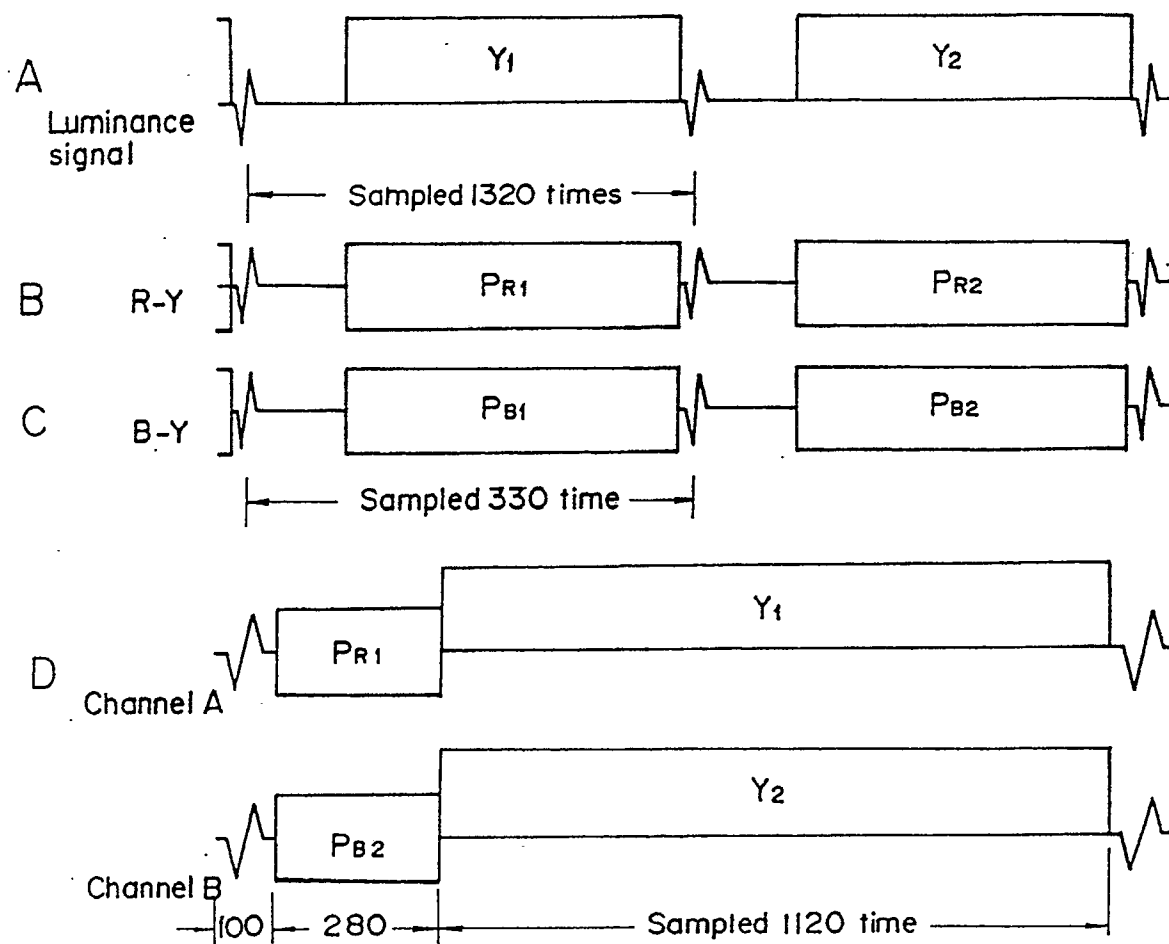 A
Y1
Y2
Luminance
signal
Sampled 1320 times
B
R-Y
PR1
PR2
C
B-Y
PB1
PB2
Sampled 330 time
D
Y1
PR1
Channel A
Y2
PB2
Channel B
100
280
Sampled 1120 time